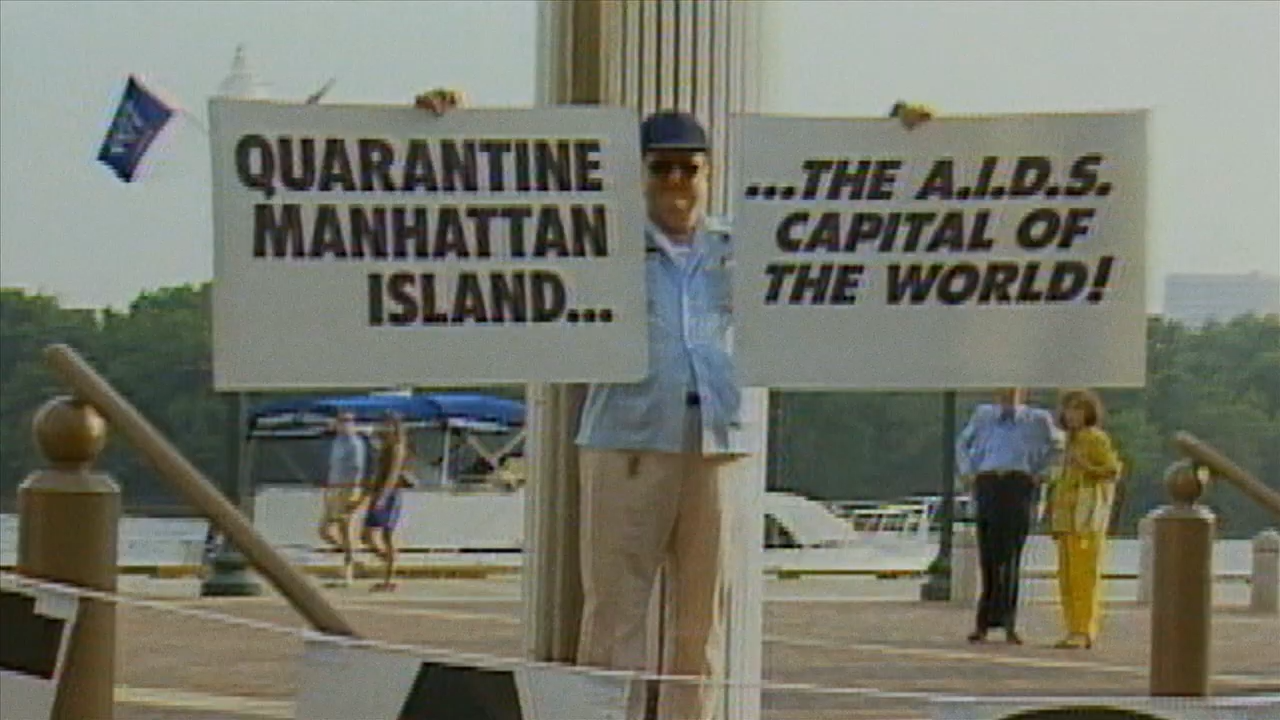 QUARANTINE
MANHATTAN
ISLAND...
...THE A.I.D.S.
CAPITAL OF
THE WORLD!